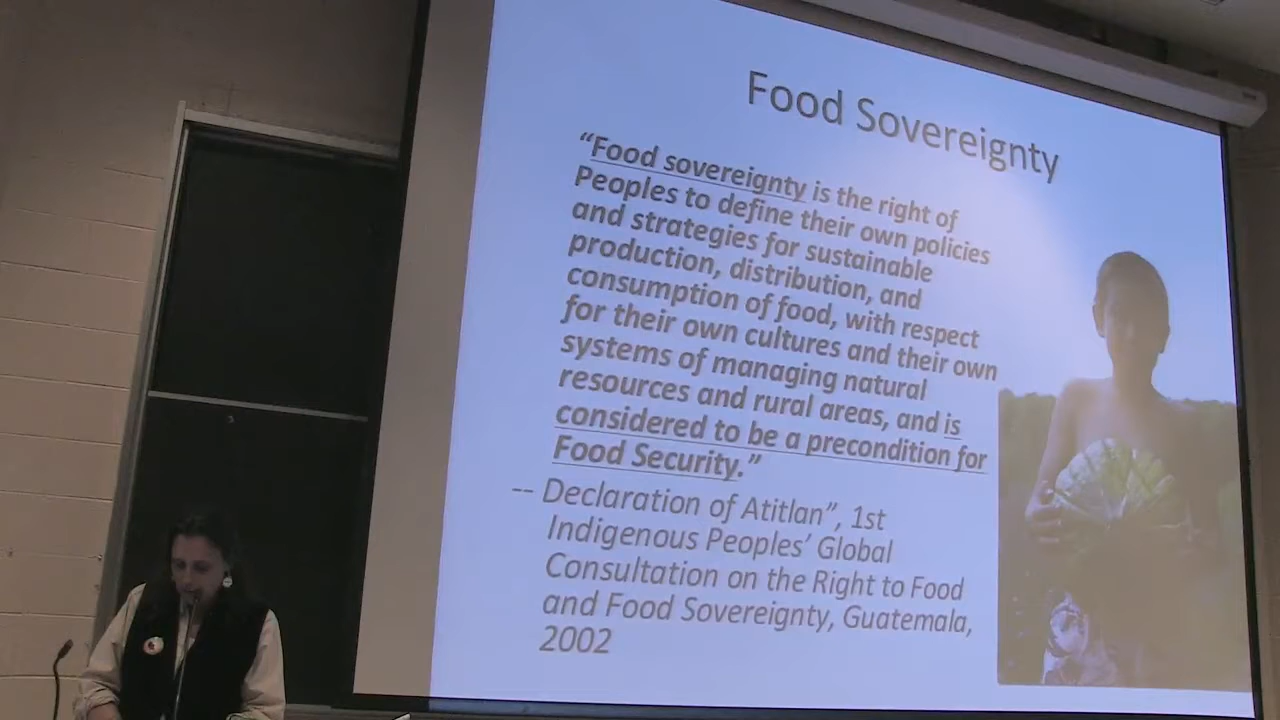 Food Sovereignty
“Food sovereignty is the right of
Peoples to define their own policies
and strategies for sustainable
production, distribution, and
consumption of food, with respect
for their own cultures and their own
systems of managing natural
resources and rural areas, and is
considered to be a precondition for
Food Security.”
-- Declaration of Atitlan”, 1st
Indigenous Peoples’ Global
Consultation on the Right to Food
and Food Sovereignty, Guatemala,
2002